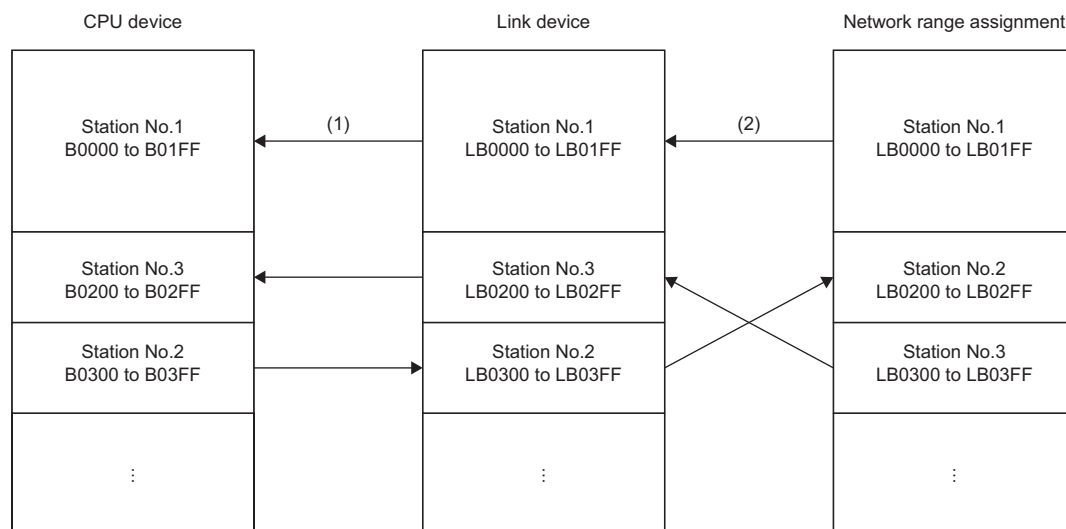 CPU device
Link device
Network range assignment
Station No.1
B0000 to B01FF
(1)
Station No.1
LB0000 to LB01FF
(2)
Station No.1
LB0000 to LB01FF
Station No.3
B0200 to B02FF
Station No.3
LB0200 to LB02FF
Station No.2
LB0200 to LB02FF
Station No.2
B0300 to B03FF
Station No.2
LB0300 to LB03FF
Station No.3
LB0300 to LB03FF
⋮
⋮
⋮